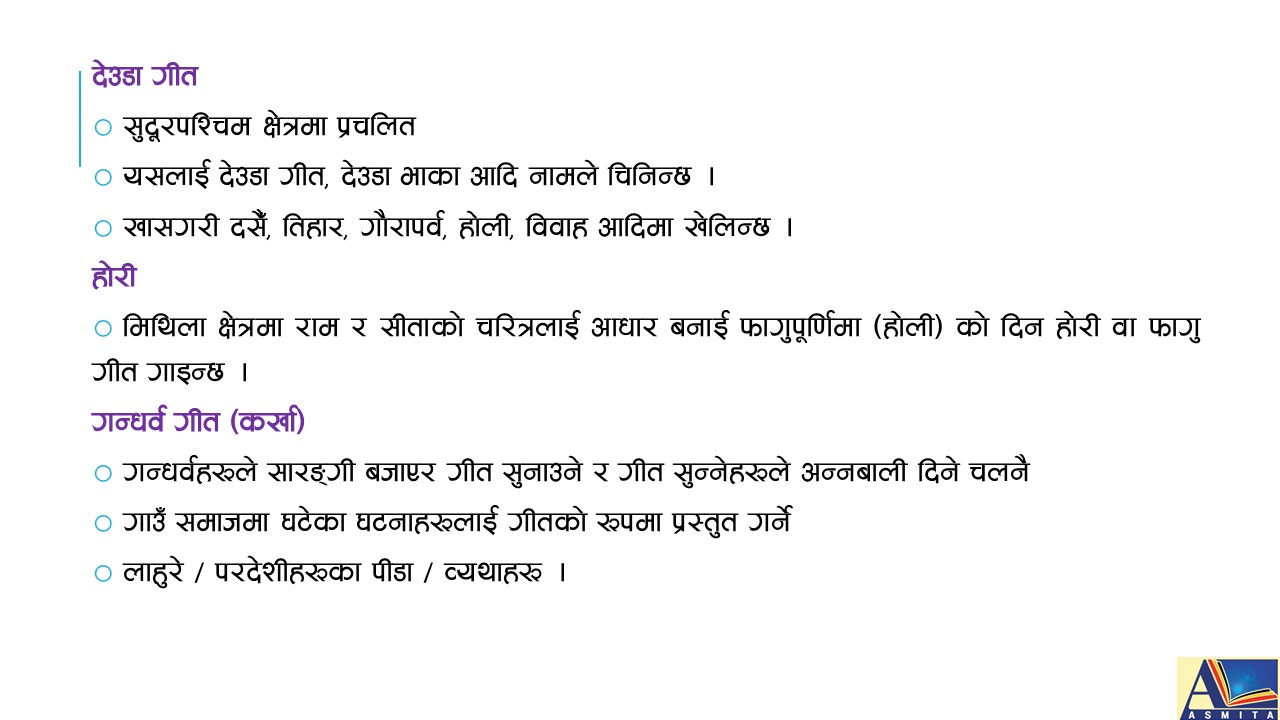 देउडा गीत
सुदूरपश्चिम क्षेत्रमा प्रचलित
यसलाई देउडा गीत, देउडा भाका आदि नामले चिनिन्छ ।
खासगरी दसैँ, तिहार, गौरापर्व, होली, विवाह आदिमा खेलिन्छ ।
होरी
मिथिला क्षेत्रमा राम र सीताको चरित्रलाई आधार बनाई फागुपूर्णिमा (होली) को दिन होरी वा फागु
गीत गाइन्छ ।
गन्धर्व गीत (कर्खा)
गन्धर्वहरुले सारङ्गी बजाएर गीत सुनाउने र गीत सुन्नेहरुले अन्नबाली दिने चलनै
गाउँ समाजमा घटेका घटनाहरुलाई गीतको रुपमा प्रस्तुत गर्ने
लाहुरे / परदेशीहरुका पीडा / व्यथाहरु ।
ASMITA